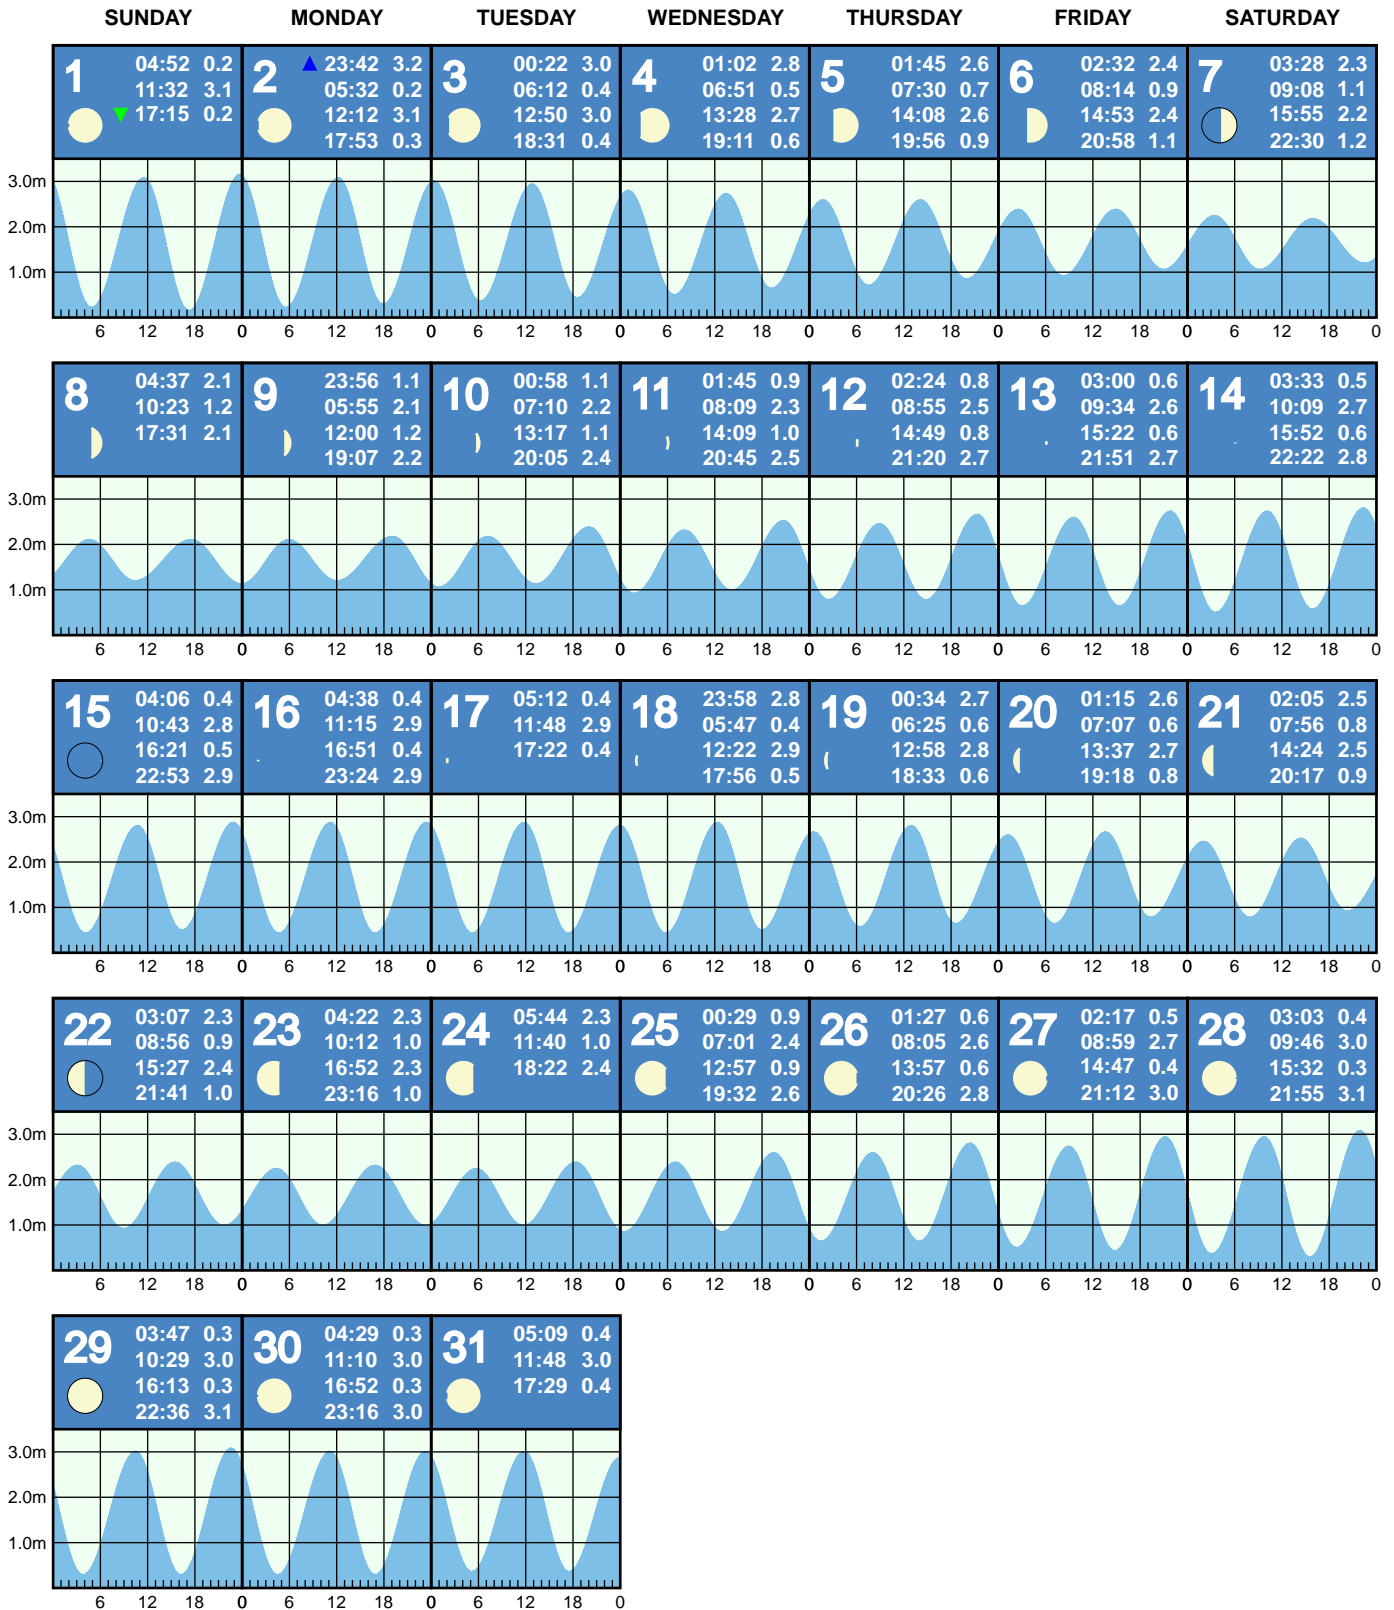 SUNDAY MONDAY TUESDAY WEDNESDAY THURSDAY FRIDAY SATURDAY
1 04:52 0.2
11:32 3.1
17:15 0.2
2 23:42 3.2
05:32 0.2
12:12 3.1
17:53 0.3
3 00:22 3.0
06:12 0.4
12:50 3.0
18:31 0.4
4 01:02 2.8
06:51 0.5
13:28 2.7
19:11 0.6
5 01:45 2.6
07:30 0.7
14:08 2.6
19:56 0.9
6 02:32 2.4
08:14 0.9
14:53 2.4
20:58 1.1
7 03:28 2.3
09:08 1.1
15:55 2.2
22:30 1.2
3.0m
2.0m
1.0m
6 12 18 0 6 12 18 0 6 12 18 0 6 12 18 0 6 12 18 0 6 12 18 0 6 12 18 0
8 04:37 2.1
10:23 1.2
17:31 2.1
9 23:56 1.1
05:55 2.1
12:00 1.2
19:07 2.2
10 00:58 1.1
07:10 2.2
13:17 1.1
20:05 2.4
11 01:45 0.9
08:09 2.3
14:09 1.0
20:45 2.5
12 02:24 0.8
08:55 2.5
14:49 0.8
21:20 2.7
13 03:00 0.6
09:34 2.6
15:22 0.6
21:51 2.7
14 03:33 0.5
10:09 2.7
15:52 0.6
22:22 2.8
3.0m
2.0m
1.0m
6 12 18 0 6 12 18 0 6 12 18 0 6 12 18 0 6 12 18 0 6 12 18 0 6 12 18 0
15 04:06 0.4
10:43 2.8
16:21 0.5
22:53 2.9
16 04:38 0.4
11:15 2.9
16:51 0.4
23:24 2.9
17 05:12 0.4
11:48 2.9
17:22 0.4
18 23:58 2.8
05:47 0.4
12:22 2.9
17:56 0.5
19 00:34 2.7
06:25 0.6
12:58 2.8
18:33 0.6
20 01:15 2.6
07:07 0.6
13:37 2.7
19:18 0.8
21 02:05 2.5
07:56 0.8
14:24 2.5
20:17 0.9
3.0m
2.0m
1.0m
6 12 18 0 6 12 18 0 6 12 18 0 6 12 18 0 6 12 18 0 6 12 18 0 6 12 18 0
22 03:07 2.3
08:56 0.9
15:27 2.4
21:41 1.0
23 04:22 2.3
10:12 1.0
16:52 2.3
23:16 1.0
24 05:44 2.3
11:40 1.0
18:22 2.4
25 00:29 0.9
07:01 2.4
12:57 0.9
19:32 2.6
26 01:27 0.6
08:05 2.6
13:57 0.6
20:26 2.8
27 02:17 0.5
08:59 2.7
14:47 0.4
21:12 3.0
28 03:03 0.4
09:46 3.0
15:32 0.3
21:55 3.1
3.0m
2.0m
1.0m
6 12 18 0 6 12 18 0 6 12 18 0 6 12 18 0 6 12 18 0 6 12 18 0 6 12 18 0
29 03:47 0.3
10:29 3.0
16:13 0.3
22:36 3.1
30 04:29 0.3
11:10 3.0
16:52 0.3
23:16 3.0
31 05:09 0.4
11:48 3.0
17:29 0.4
3.0m
2.0m
1.0m
6 12 18 0 6 12 18 0 6 12 18 0